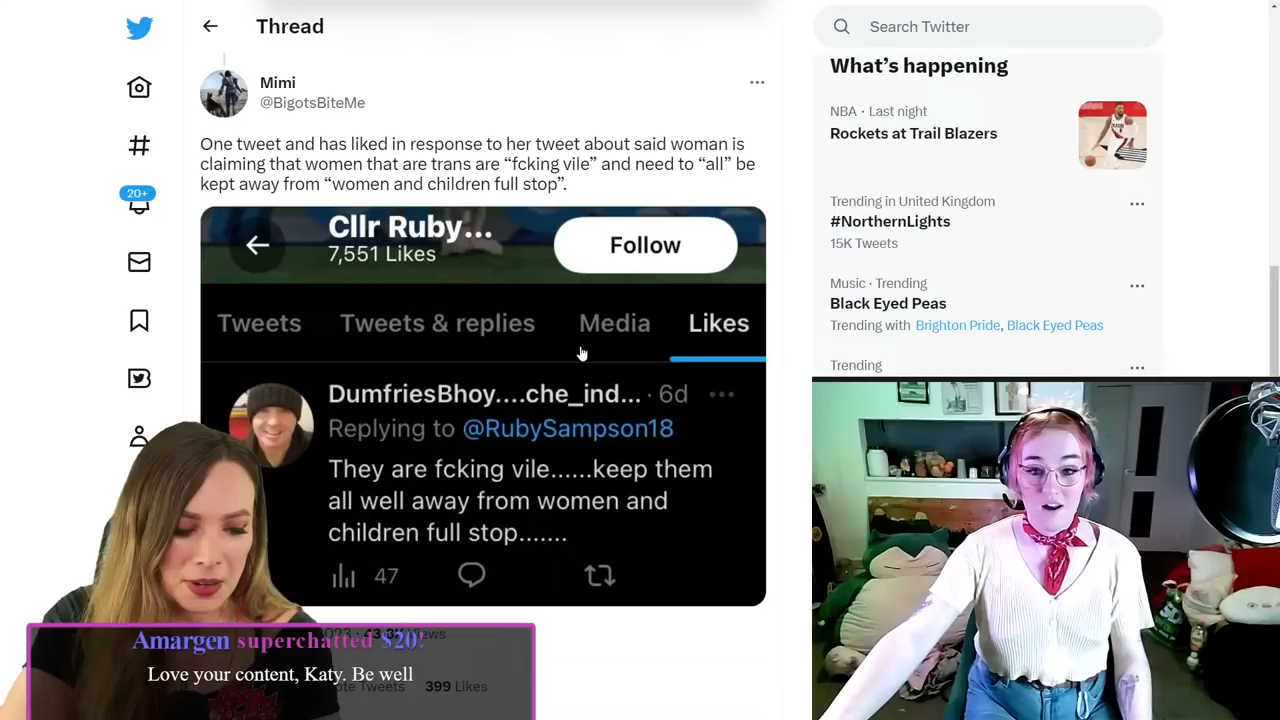 Thread
Search Twitter
Mimi
@BigotsBiteMe
One tweet and has liked in response to her tweet about said woman is
claiming that women that are trans are “fcking vile” and need to “all” be
kept away from “women and children full stop”.
Cllr Ruby...
7,551 Likes
Follow
Tweets
Tweets & replies
Media
Likes
DumfriesBhoy....che_ind... · 6d
Replying to @RubySampson18
They are fcking vile......keep them
all well away from women and
children full stop.......
47
20+
What’s happening
NBA · Last night
Rockets at Trail Blazers
Trending in United Kingdom
#NorthernLights
15K Tweets
Music · Trending
Black Eyed Peas
Trending with Brighton Pride, Black Eyed Peas
Trending
Amargen superchatted $20!
Love your content, Katy. Be well
399 Likes